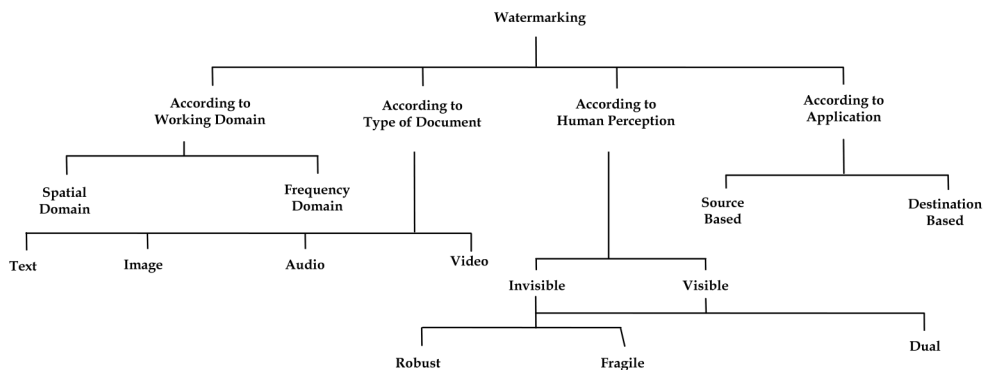 Watermarking
According to
Working Domain
According to
Type of Document
According to
Human Perception
According to
Application
Spatial
Domain
Frequency
Domain
Source
Based
Destination
Based
Text
Image
Audio
Video
Invisible
Visible
Robust
Fragile
Dual